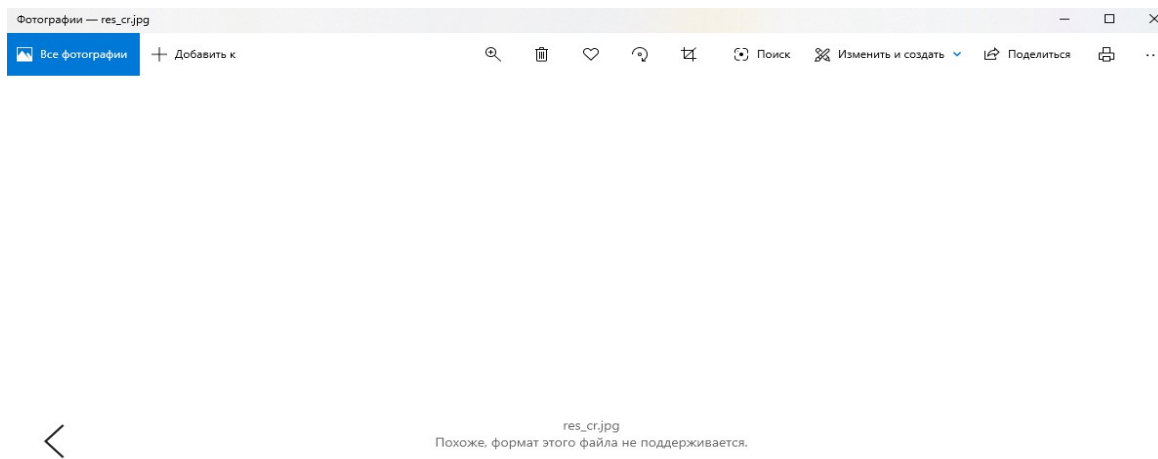 Фотографии — res_cr.jpg
Все фотографии Добавить к Поиск Изменить и создать Поделиться
res_cr.jpg
Похоже, формат этого файла не поддерживается.